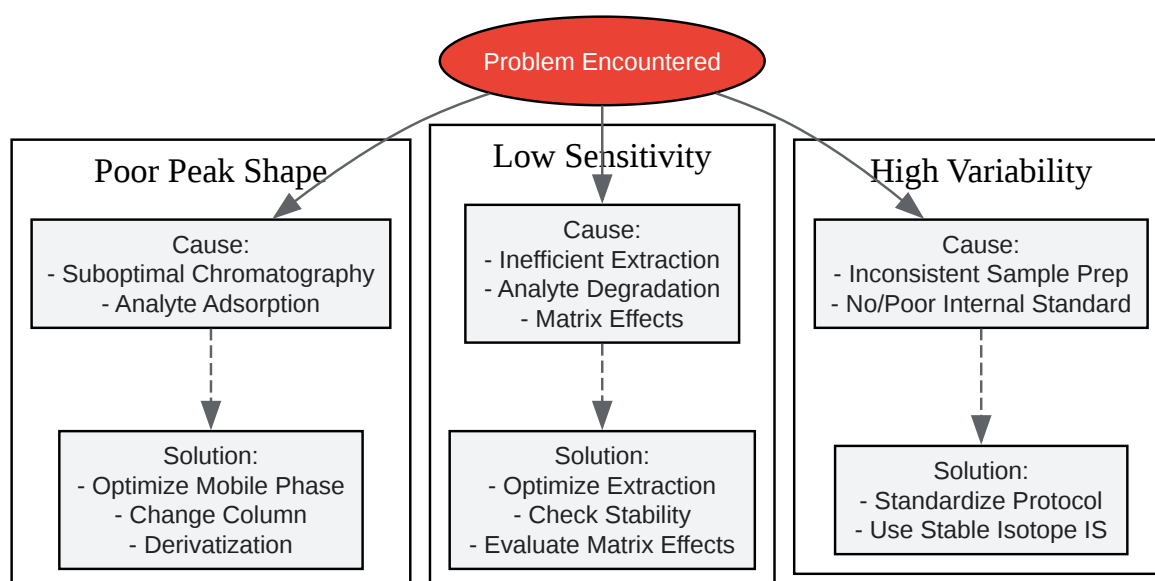 Problem Encountered
Poor Peak Shape
Cause:
- Suboptimal Chromatography
- Analyte Adsorption
Solution:
- Optimize Mobile Phase
- Change Column
- Derivatization
Low Sensitivity
Cause:
- Inefficient Extraction
- Analyte Degradation
- Matrix Effects
Solution:
- Optimize Extraction
- Check Stability
- Evaluate Matrix Effects
High Variability
Cause:
- Inconsistent Sample Prep
- No/Poor Internal Standard
Solution:
- Standardize Protocol
- Use Stable Isotope IS